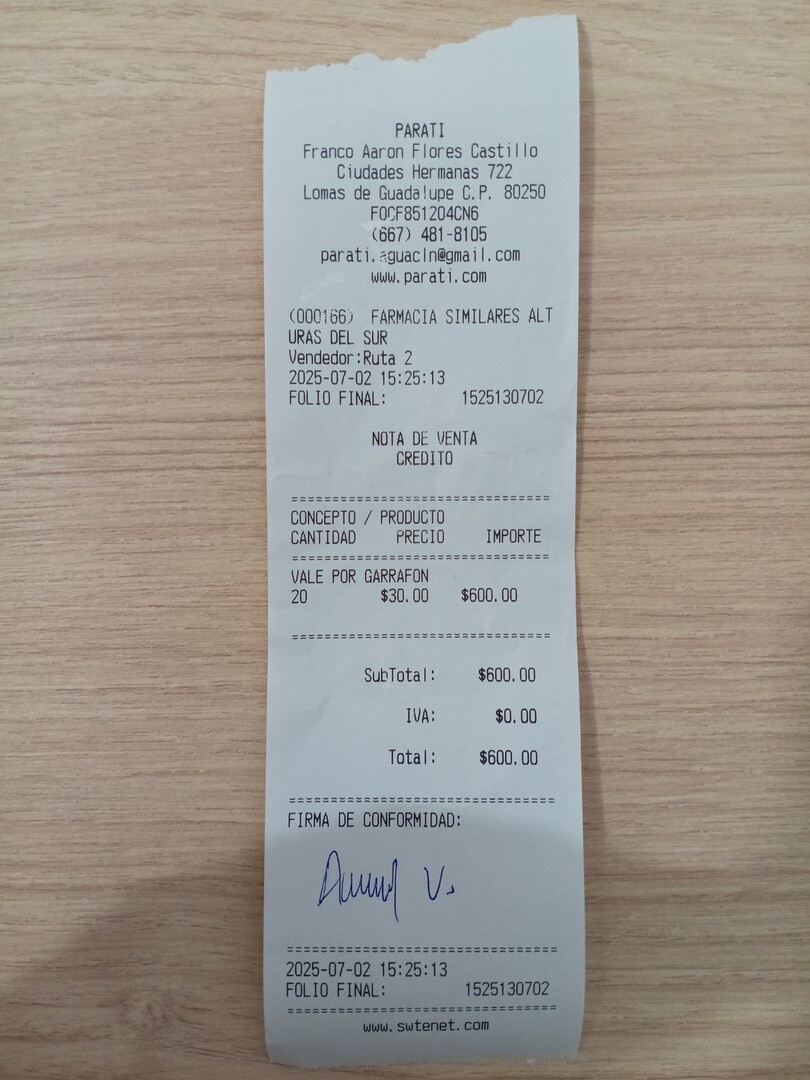 PARATI
Franco Aaron Flores Castillo
Ciudades Hermanas 722
Lomas de Guadalupe C.P. 80250
FOCF851204CN6
(667) 481-8105
parati.aguacln@gmail.com
www.parati.com
(000166) FARMACIA SIMILARES ALT
URAS DEL SUR
Vendedor:Ruta 2
2025-07-02 15:25:13
FOLIO FINAL: 1525130702
NOTA DE VENTA
CREDITO
================================
CONCEPTO / PRODUCTO
CANTIDAD PRECIO IMPORTE
================================
VALE POR GARRAFON
20 $30.00 $600.00
================================
SubTotal: $600.00
IVA: $0.00
Total: $600.00
================================
FIRMA DE CONFORMIDAD:
V.
================================
2025-07-02 15:25:13
FOLIO FINAL: 1525130702
================================
www.swtenet.com